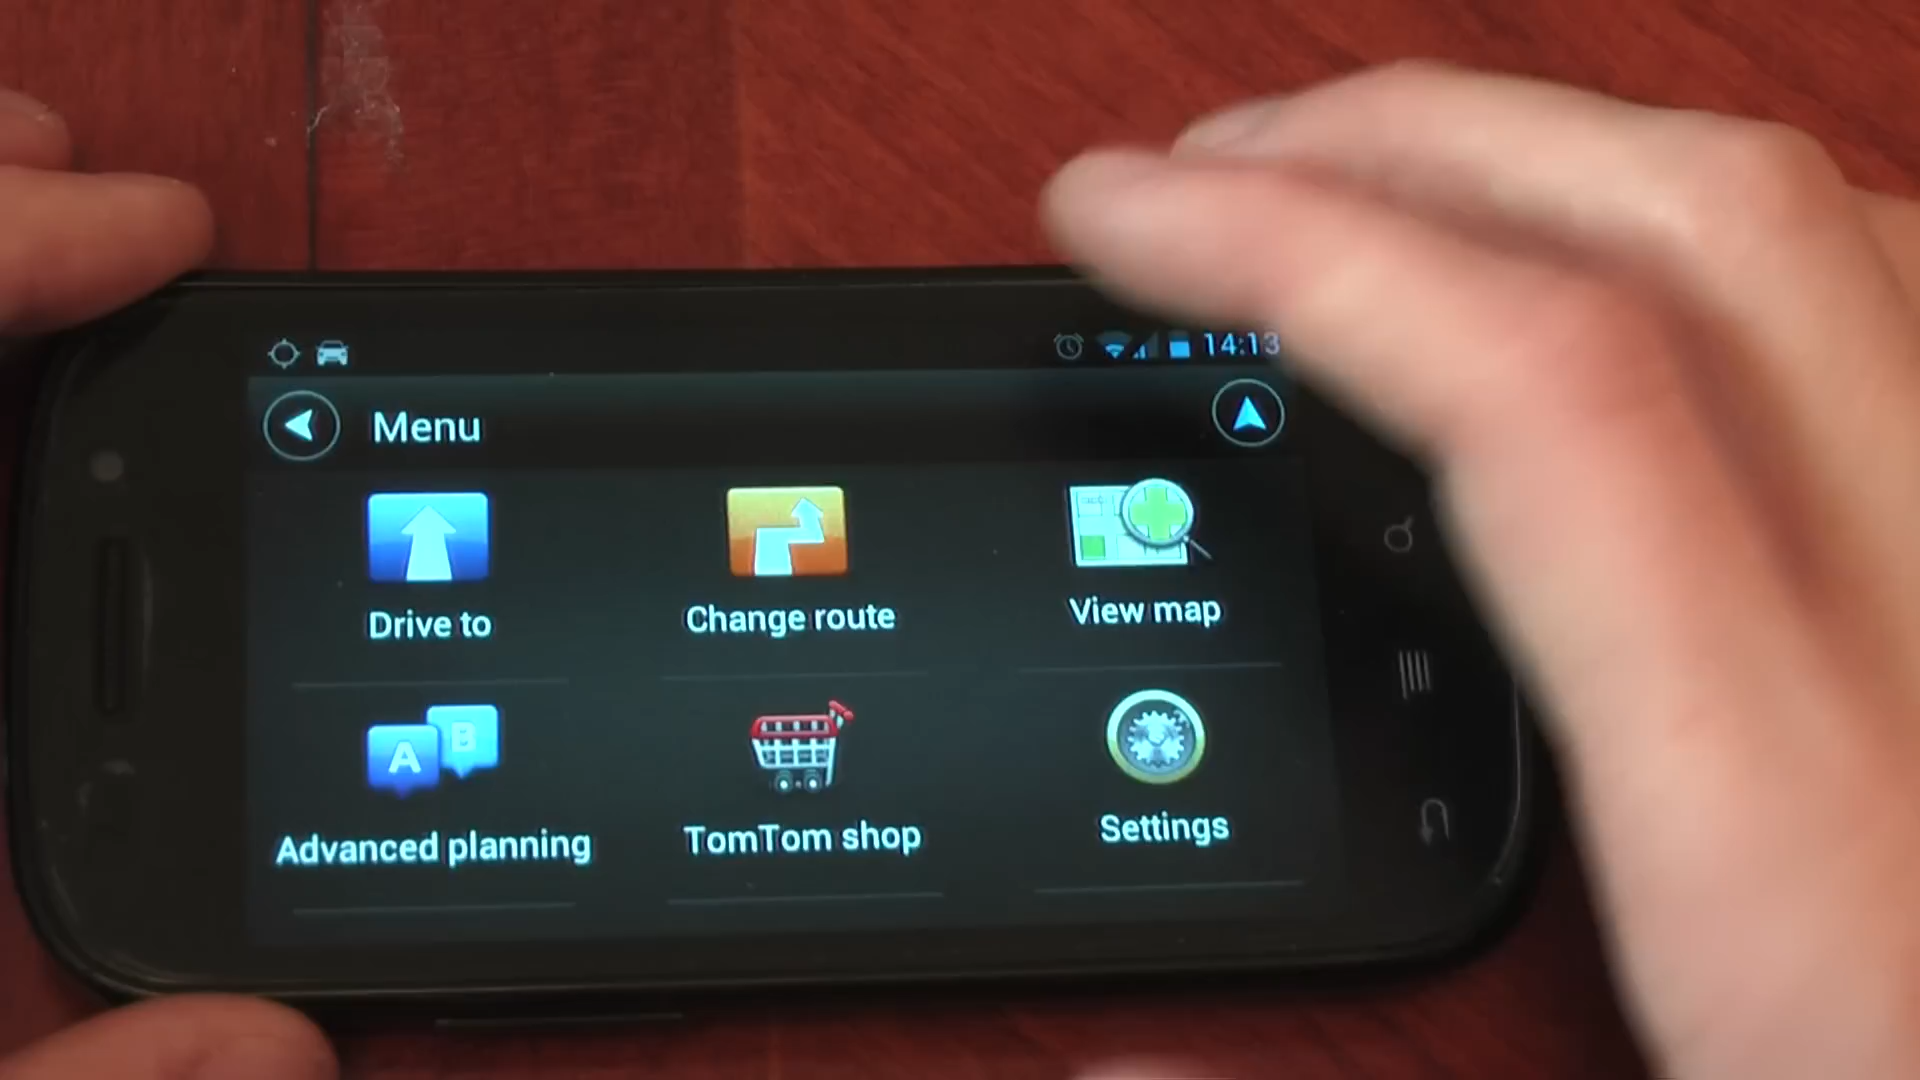 14:13
Menu
Drive to
Change route
View map
A
B
Advanced planning
TomTom shop
Settings